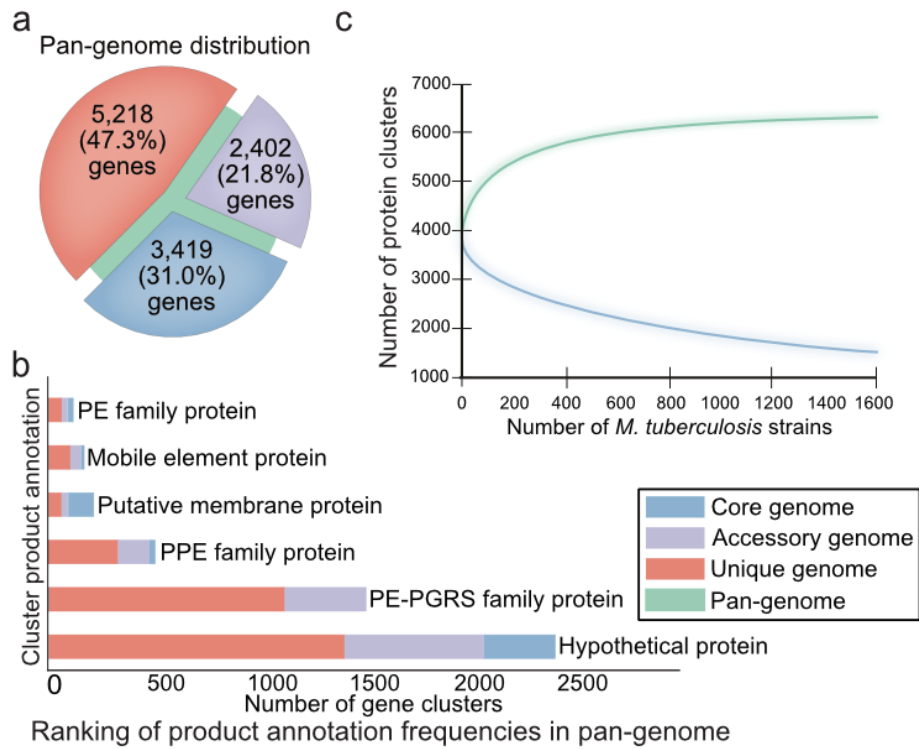 a
Pan-genome distribution
5,218
(47.3%)
genes
2,402
(21.8%)
genes
3,419
(31.0%)
genes
b
Cluster product annotation
PE family protein
Mobile element protein
Putative membrane protein
PPE family protein
PE-PGRS family protein
Hypothetical protein
0 500 1000 1500 2000 2500
Number of gene clusters
Ranking of product annotation frequencies in pan-genome
c
Number of protein clusters
7000
6000
5000
4000
3000
2000
1000
0 200 400 600 800 1000 1200 1400 1600
Number of M. tuberculosis strains
Core genome
Accessory genome
Unique genome
Pan-genome